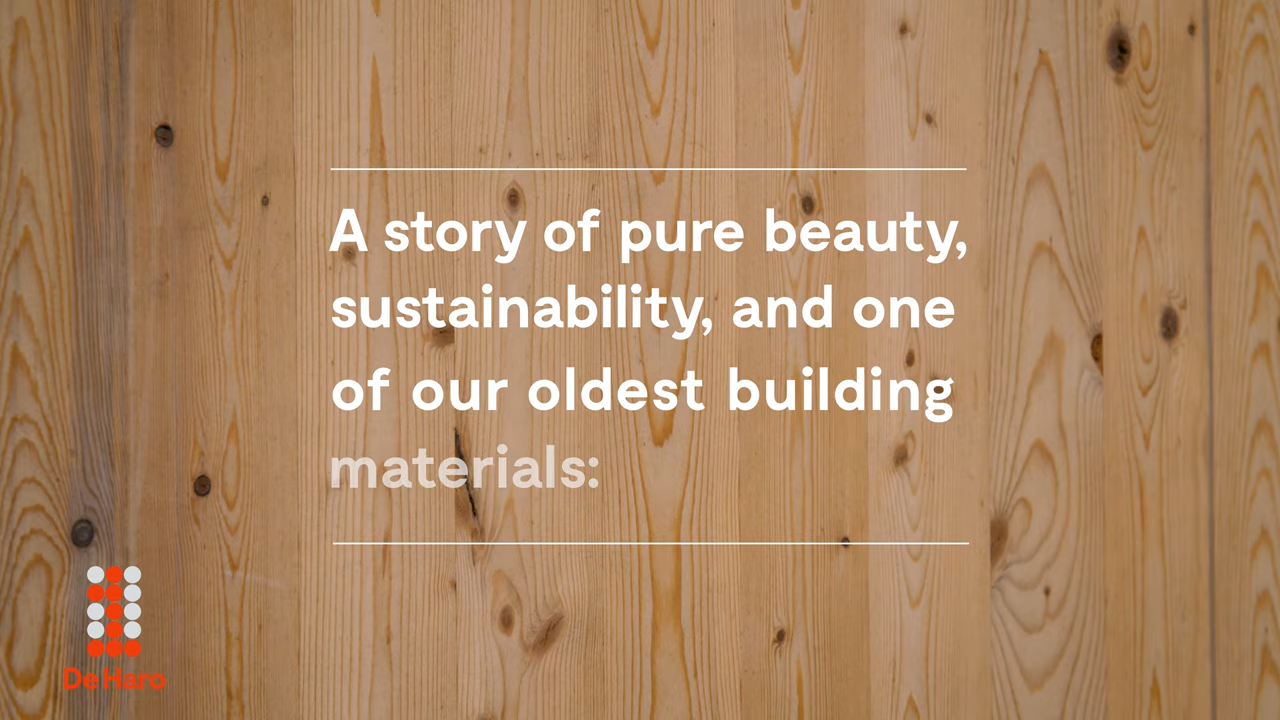 A story of pure beauty,
sustainability, and one
of our oldest building
materials:
De Haro